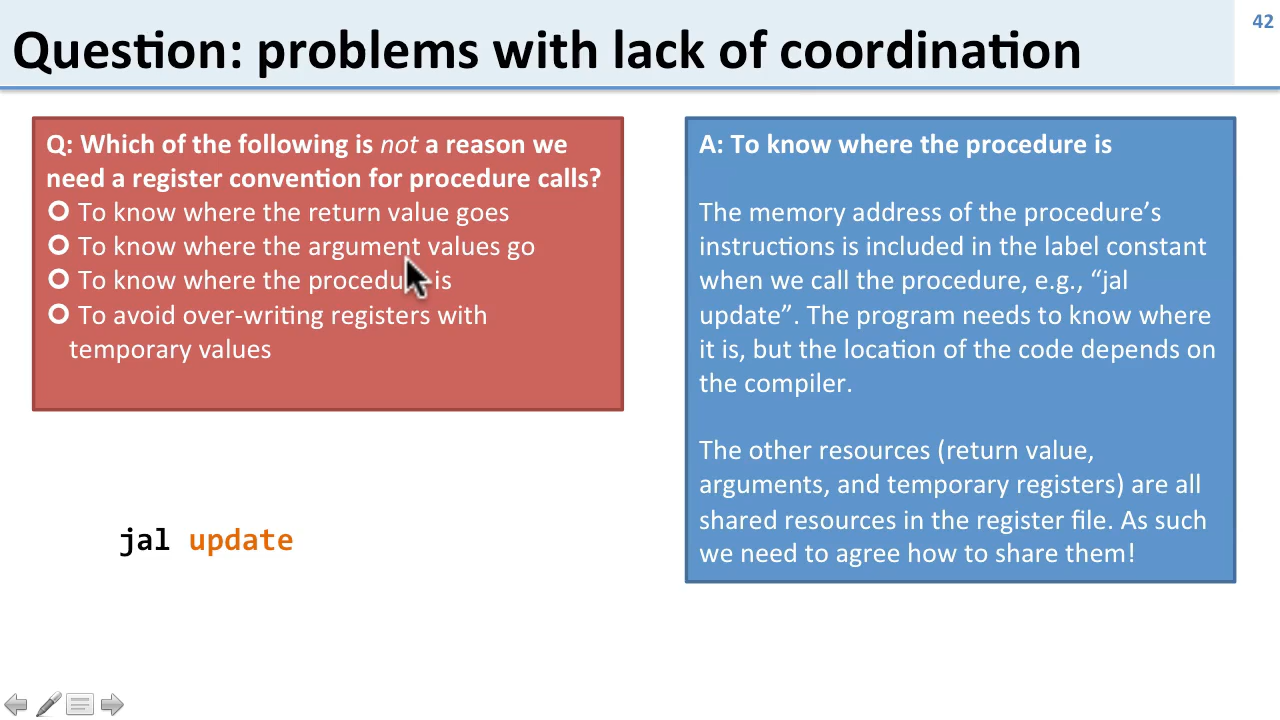 42
Question: problems with lack of coordination
Q: Which of the following is not a reason we
need a register convention for procedure calls?
To know where the return value goes
To know where the argument values go
To know where the procedure is
To avoid over-writing registers with
temporary values
jal update
A: To know where the procedure is
The memory address of the procedure’s
instructions is included in the label constant
when we call the procedure, e.g., “jal
update”. The program needs to know where
it is, but the location of the code depends on
the compiler.
The other resources (return value,
arguments, and temporary registers) are all
shared resources in the register file. As such
we need to agree how to share them!